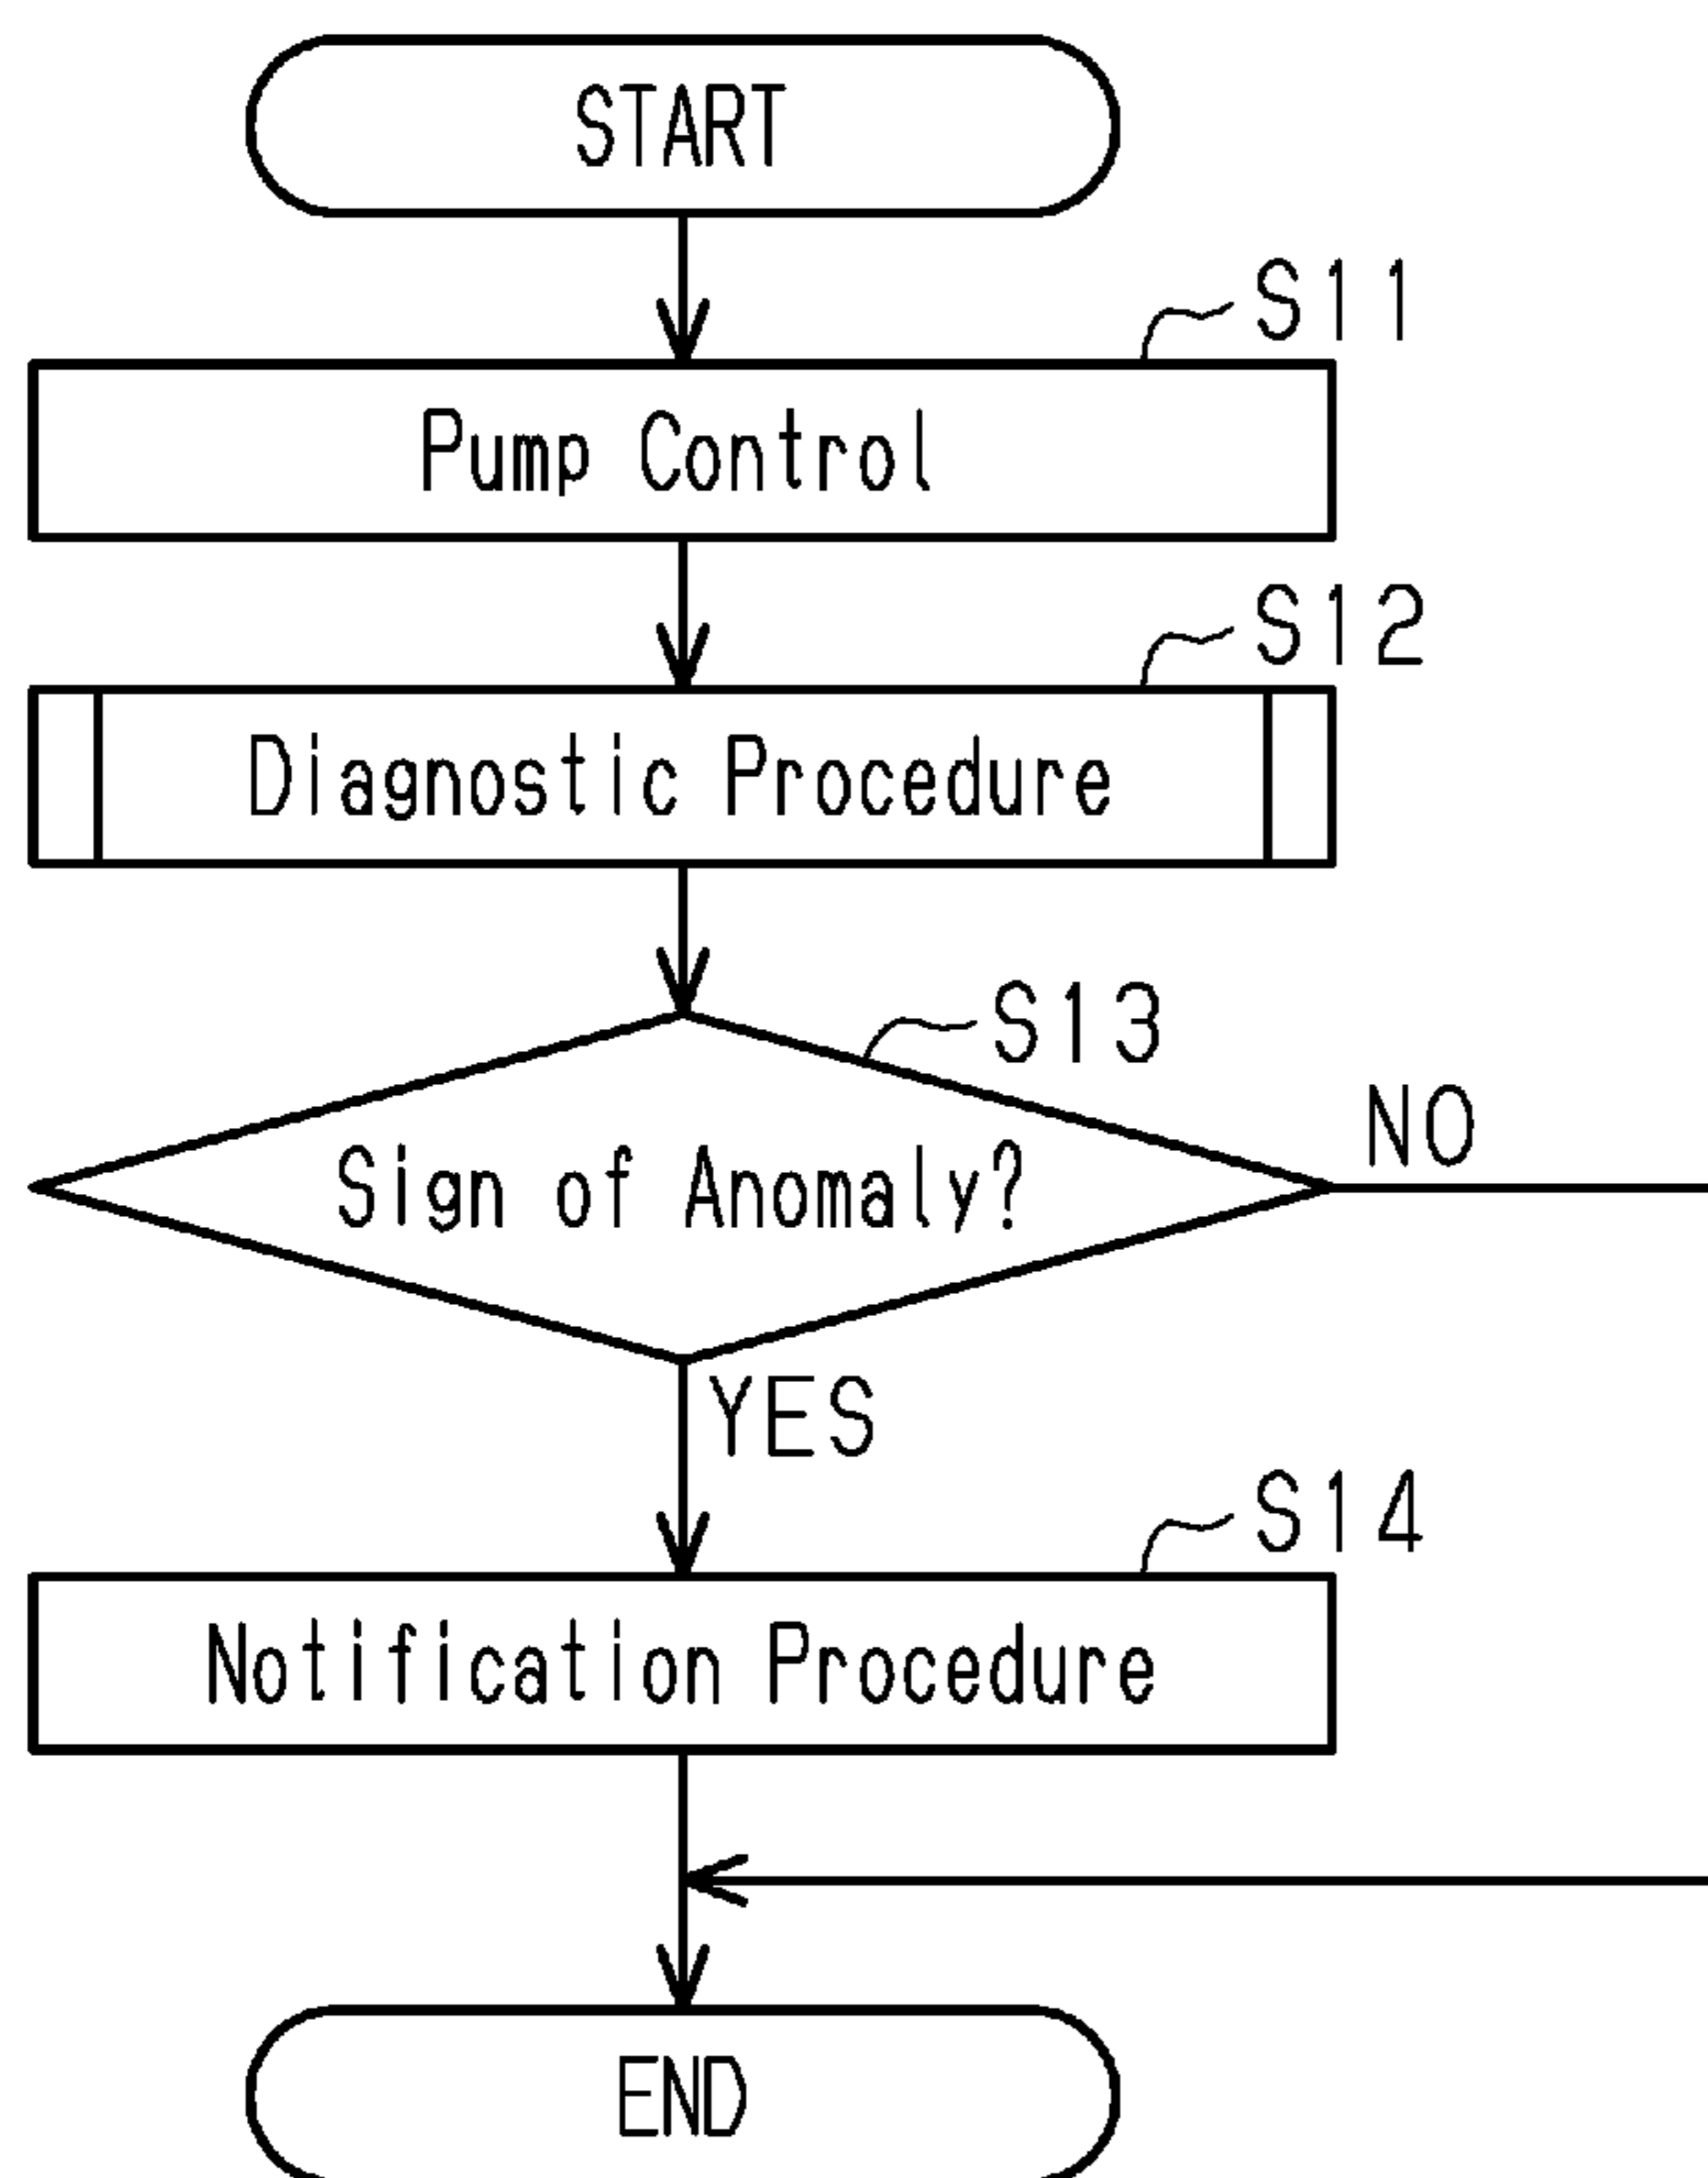 START
S11
Pump Control
S12
Diagnostic Procedure
S13
NO
Sign of Anomaly?
YES
S14
Notification Procedure
END